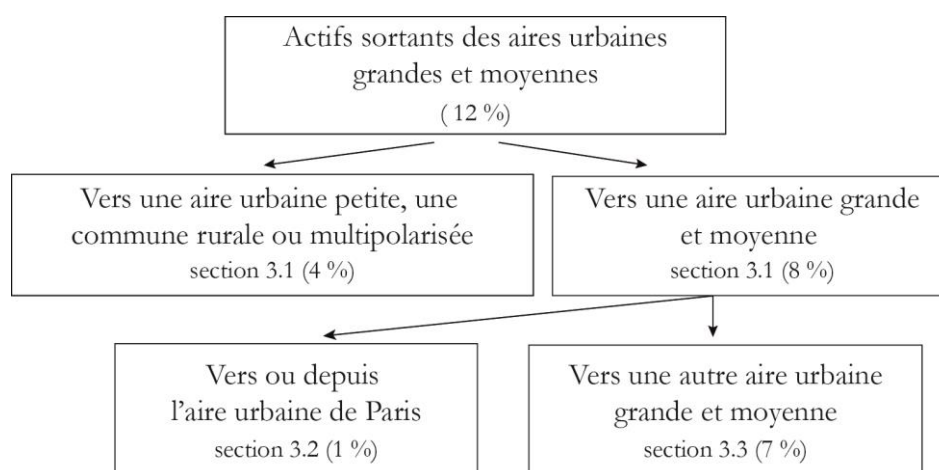 Actifs sortants des aires urbaines
grandes et moyennes
( 12 %)
Vers une aire urbaine petite, une
commune rurale ou multipolarisée
section 3.1 (4 %)
Vers une aire urbaine grande
et moyenne
section 3.1 (8 %)
Vers ou depuis
l’aire urbaine de Paris
section 3.2 (1 %)
Vers une autre aire urbaine
grande et moyenne
section 3.3 (7 %)